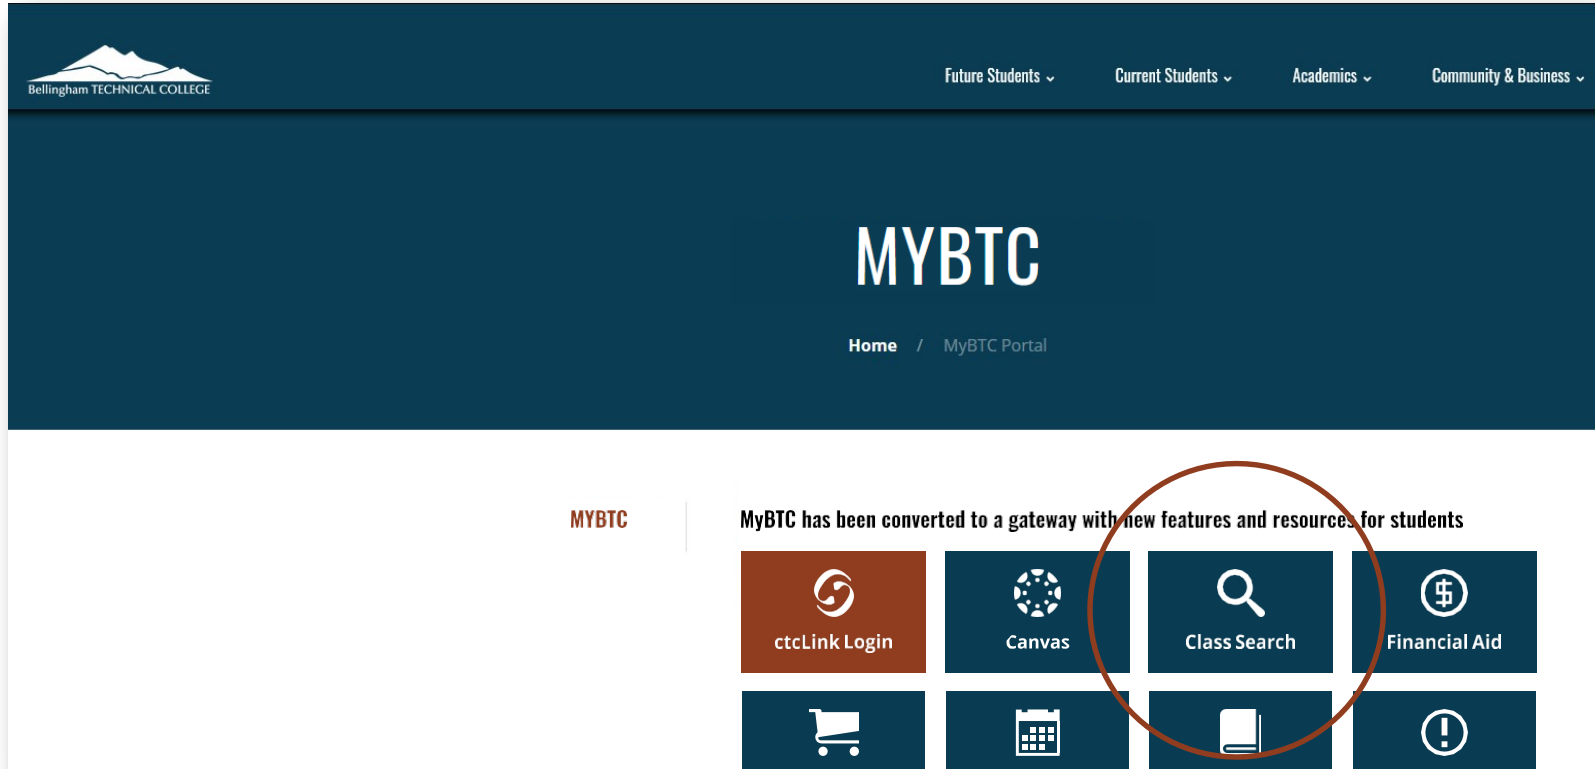 Bellingham TECHNICAL COLLEGE
Future Students
Current Students
Academics
Community & Business
MYBTC
Home / MyBTC Portal
MYBTC
MyBTC has been converted to a gateway with new features and resources for students
ctcLink Login
Canvas
Class Search
Financial Aid